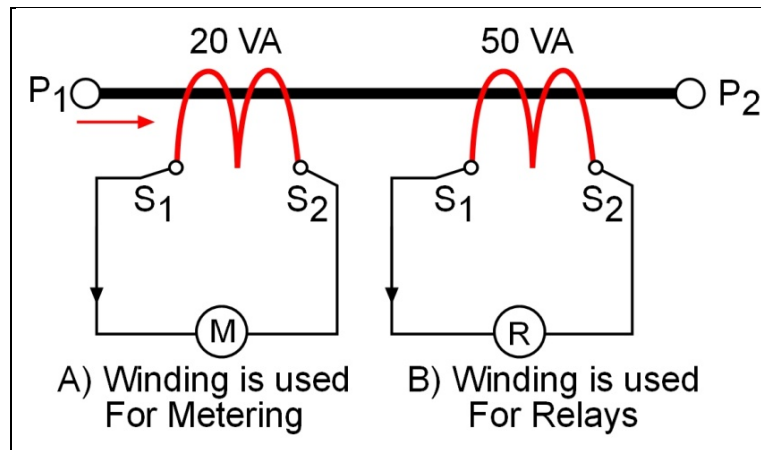 20 VA 50 VA
P1 P2
S1 S2 S1 S2
M R
A) Winding is used
For Metering
B) Winding is used
For Relays